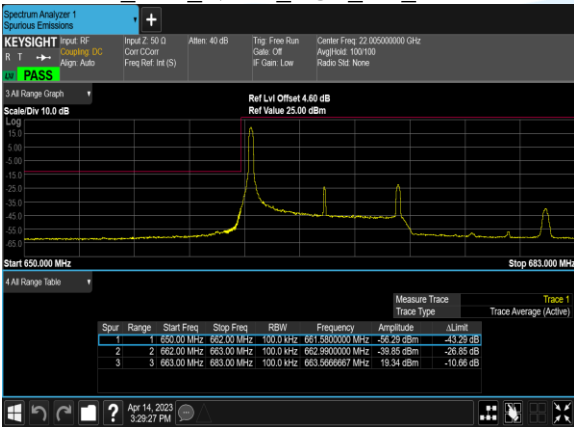 Spectrum Analyzer 1
Spurious Emissions
KEYSIGHT Input: RF
R T Coupling: DC
Align: Auto
Input Z: 50 Ω
Corr CCorr
Freq Ref: Int (S)
Atten: 40 dB
Trig: Free Run
Gate: Off
IF Gain: Low
Center Freq: 22.005000000 GHz
Avg|Hold: 100/100
Radio Std: None
PASS
3 All Range Graph
Scale/Div 10.0 dB
Ref Lvl Offset 4.60 dB
Ref Value 25.00 dBm
Log
15.0
5.00
-5.00
-15.0
-25.0
-35.0
-45.0
-55.0
-65.0
Start 650.000 MHz
Stop 683.000 MHz
4 All Range Table
Measure Trace Trace 1
Trace Type Trace Average (Active)
Spur Range Start Freq Stop Freq RBW Frequency Amplitude ΔLimit
1 1 650.00 MHz 662.00 MHz 100.0 kHz 661.5800000 MHz -56.29 dBm -43.29 dB
2 2 662.00 MHz 663.00 MHz 100.0 kHz 662.9900000 MHz -39.85 dBm -26.85 dB
3 3 663.00 MHz 683.00 MHz 100.0 kHz 663.5666667 MHz 19.34 dBm -10.66 dB
?
Apr 14, 2023
3:29:27 PM